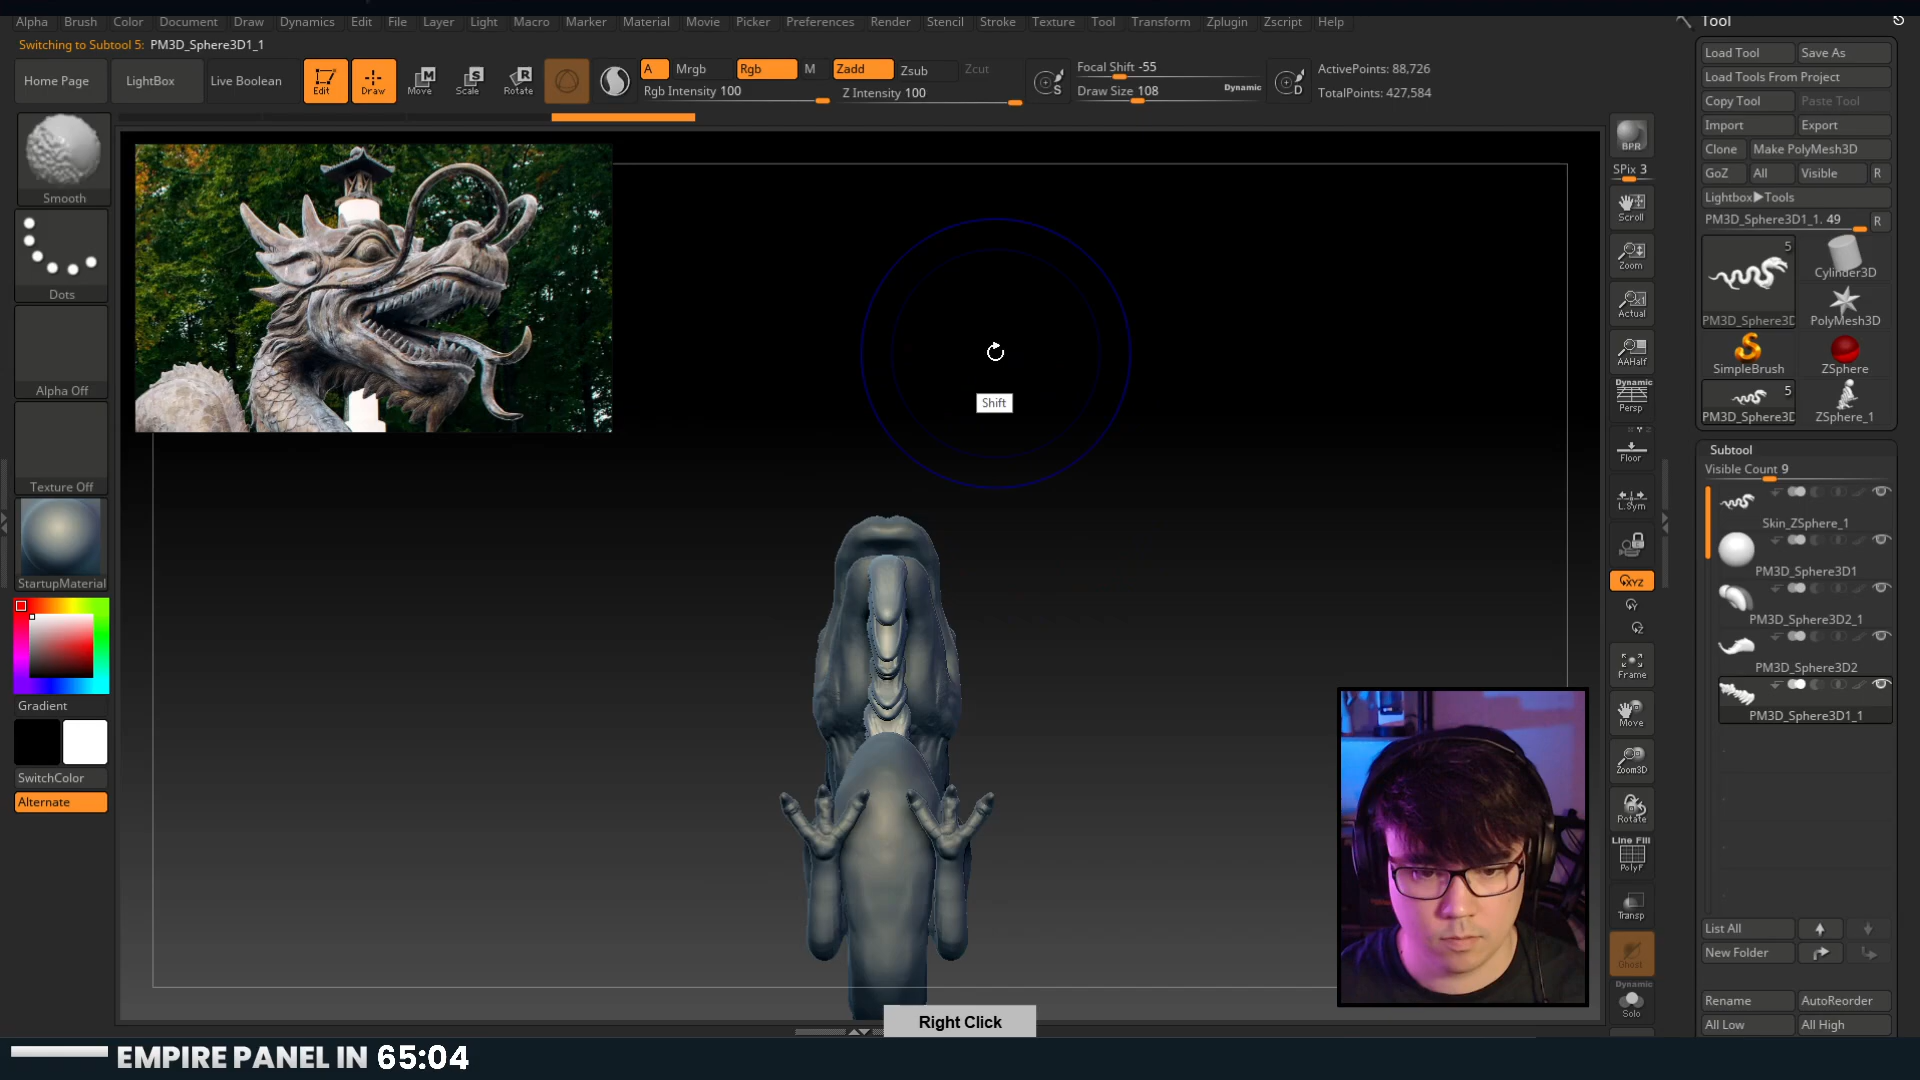 Alpha Brush Color Document Draw Dynamics Edit File Layer Light Macro Marker Material Movie Picker Preferences Render Stencil Stroke Texture Tool Transform Zplugin Zscript Help
Tool
Switching to Subtool 5: PM3D_Sphere3D1_1
Load Tool Save As
Load Tools From Project
Copy Tool Paste Tool
Import Export
Clone Make PolyMesh3D
GoZ All Visible R
Lightbox▶Tools
PM3D_Sphere3D1_1. 49 R
Home Page LightBox Live Boolean Edit Draw Move Scale Rotate
A Mrgb Rgb M Zadd Zsub Zcut
Rgb Intensity 100 Z Intensity 100
Focal Shift -55
Draw Size 108 Dynamic
S D
ActivePoints: 88,726
TotalPoints: 427,584
Smooth
Dots
Alpha Off
Texture Off
StartupMaterial
Gradient
SwitchColor
Alternate
Shift
BPR
SPix 3
Scroll
Zoom
Actual
AAHalf
Dynamic
Persp
Floor
L.Sym
XYZ
Y
Z
Frame
Move
Zoom3D
Rotate
Line Fill
PolyF
Transp
Ghost
Dynamic
Solo
5
PM3D_Sphere3D
Cylinder3D
PolyMesh3D
SimpleBrush
ZSphere
5
PM3D_Sphere3D
ZSphere_1
Subtool
Visible Count 9
Skin_ZSphere_1
PM3D_Sphere3D1
PM3D_Sphere3D2_1
PM3D_Sphere3D2
PM3D_Sphere3D1_1
List All
New Folder
Rename AutoReorder
All Low All High
Right Click
EMPIRE PANEL IN 65:04